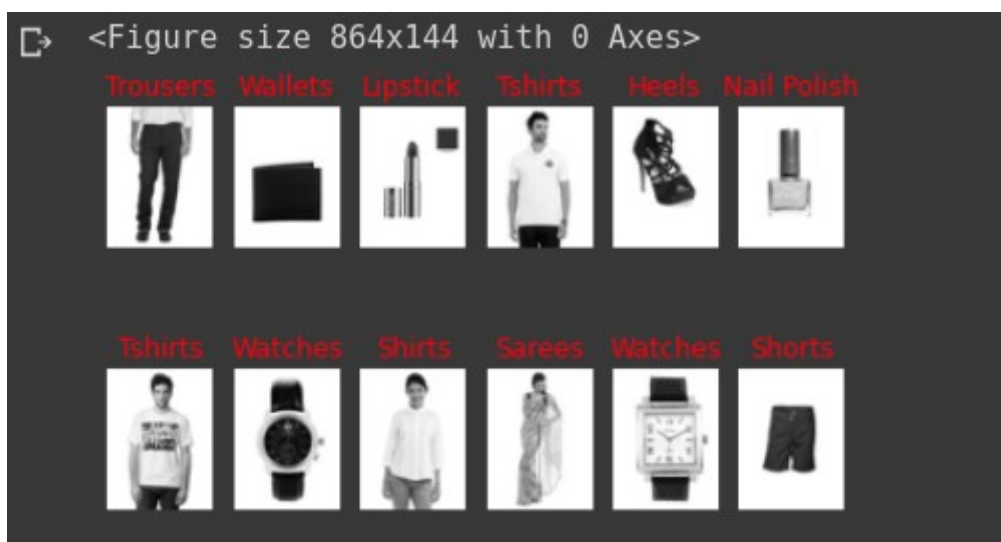 <Figure size 864x144 with 0 Axes>
Trousers Wallets Lipstick Tshirts Heels Nail Polish
Tshirts Watches Shirts Sarees Watches Shorts